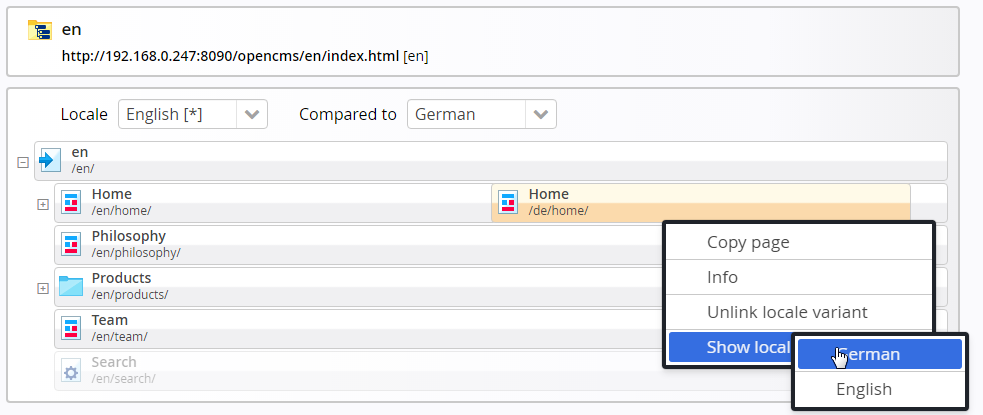 en
http://192.168.0.247:8090/opencms/en/index.html [en]
Locale English [*] Compared to German
en
/en/
Home Home
/en/home/ /de/home/
Philosophy
/en/philosophy/
Copy page
Products
/en/products/
Info
Unlink locale variant
Team
/en/team/
Show local
German
Search
/en/search/
English